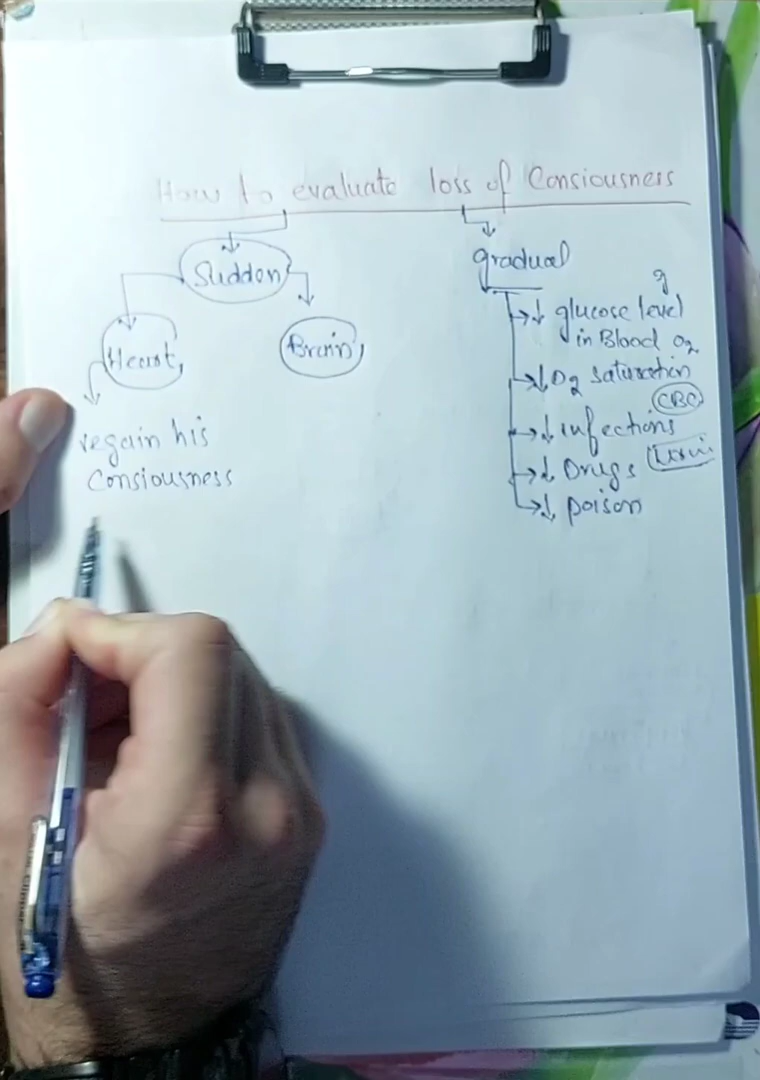 How to evaluate loss of Consiousness
Sudden
Heart,
Brain,
regain his
Consiousness
gradual
g
↓ glucose level
in Blood O2
↓ O2 saturation
CBC
↓ infections
↓ Drugs
↓ poison